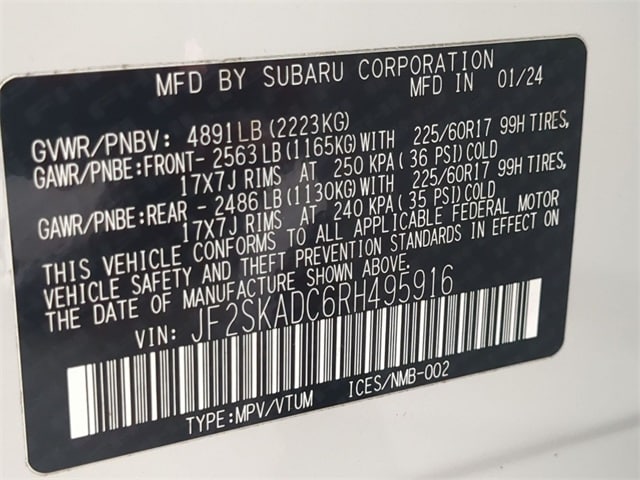 MFD BY SUBARU CORPORATION MFD IN 01/24
GVWR/PNBV: 4891LB(2223KG)
GAWR/PNBE:FRONT- 2563LB(1165KG)WITH 225/60R17 99H TIRES,
17X7J RIMS AT 250 KPA( 36 PSI)COLD
GAWR/PNBE:REAR - 2486LB(1130KG)WITH 225/60R17 99H TIRES,
17X7J RIMS AT 240 KPA( 35 PSI)COLD
THIS VEHICLE CONFORMS TO ALL APPLICABLE FEDERAL MOTOR
VEHICLE SAFETY AND THEFT PREVENTION STANDARDS IN EFFECT ON
THE DATE OF MANUFACTURE SHOWN ABOVE.
VIN: JF2SKADC6RH495916
TYPE:MPV/VTUM ICES/NMB-002